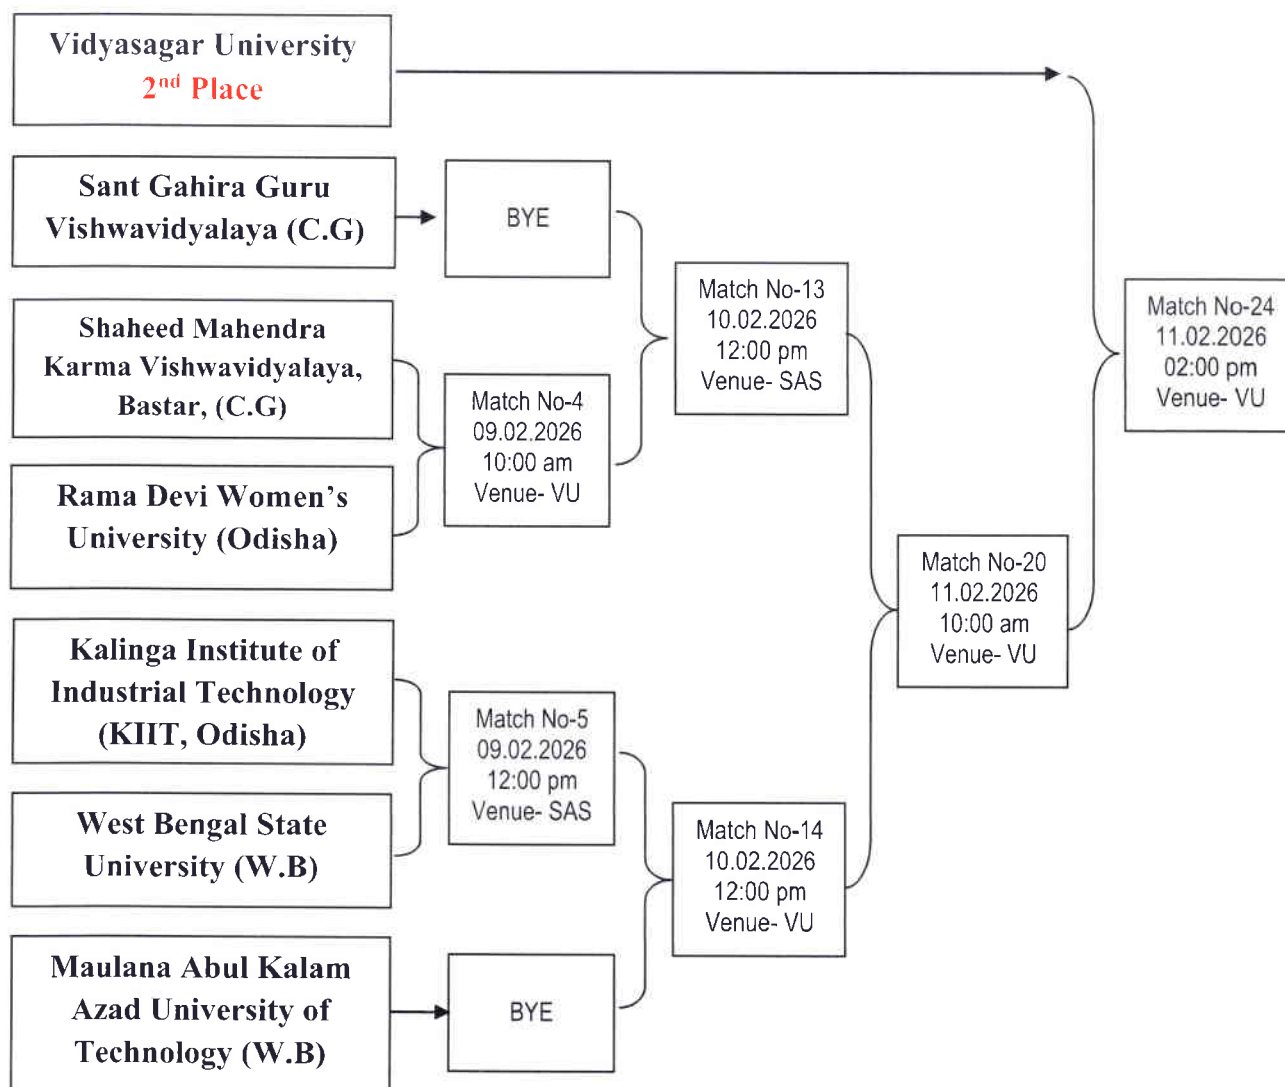 Vidyasagar University
2nd Place
Sant Gahira Guru
Vishwavidyalaya (C.G)
BYE
Shaheed Mahendra
Karma Vishwavidyalaya,
Bastar, (C.G)
Rama Devi Women’s
University (Odisha)
Match No-4
09.02.2026
10:00 am
Venue- VU
Match No-13
10.02.2026
12:00 pm
Venue- SAS
Match No-24
11.02.2026
02:00 pm
Venue- VU
Match No-20
11.02.2026
10:00 am
Venue- VU
Kalinga Institute of
Industrial Technology
(KIIT, Odisha)
West Bengal State
University (W.B)
Match No-5
09.02.2026
12:00 pm
Venue- SAS
Match No-14
10.02.2026
12:00 pm
Venue- VU
Maulana Abul Kalam
Azad University of
Technology (W.B)
BYE